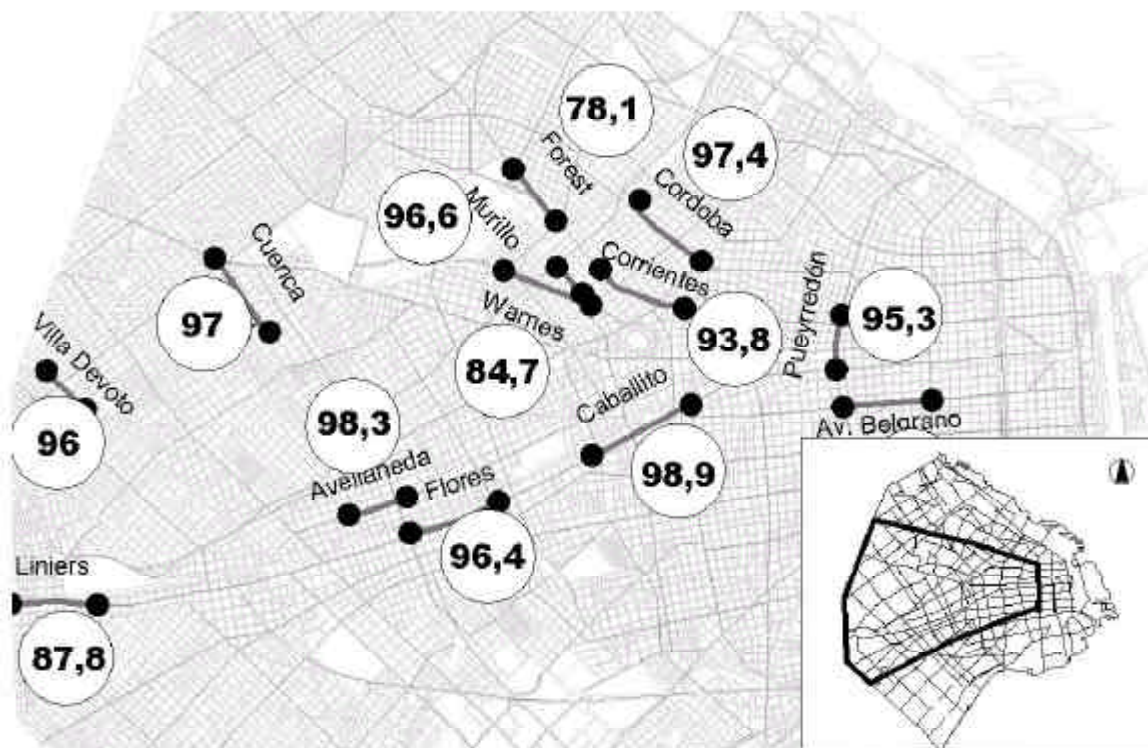 78,1
Forest
97,4
Cordoba
96,6
Murillo
Corrientes
Cuenca
97
Warnes
84,7
93,8
Pueyrredón
95,3
Villa Devoto
96
98,3
Caballito
98,9
Av. Belgrano
Avellaneda
Flores
96,4
Liniers
87,8